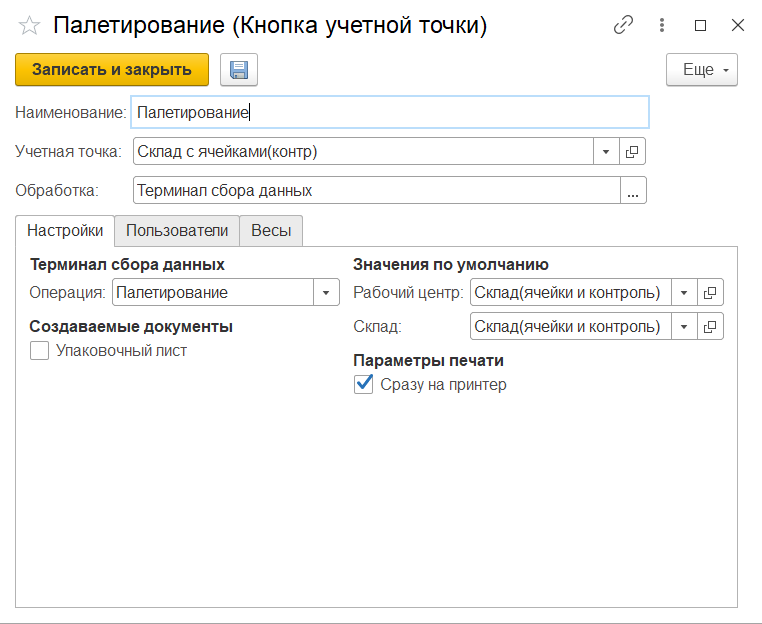 Палетирование (Кнопка учетной точки)
Записать и закрыть
Еще
Наименование: Палетирование
Учетная точка: Склад с ячейками(контр)
Обработка: Терминал сбора данных ...
Настройки Пользователи Весы
Терминал сбора данных Значения по умолчанию
Операция: Палетирование Рабочий центр: Склад(ячейки и контроль)
Создаваемые документы Склад: Склад(ячейки и контроль)
Упаковочный лист
Параметры печати
Сразу на принтер